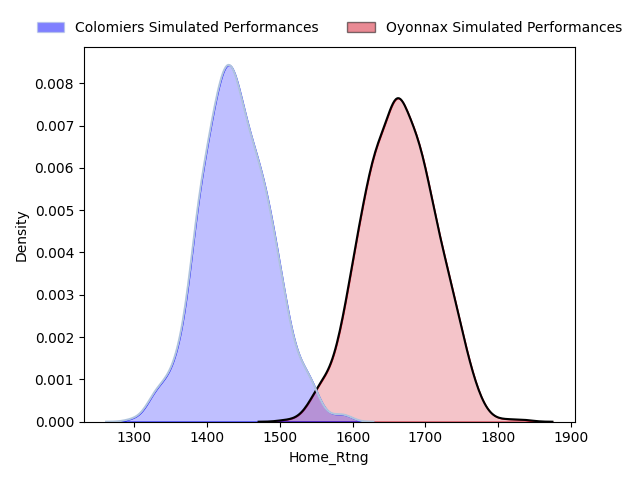 Colomiers Simulated Performances Oyonnax Simulated Performances
0.008
0.007
0.006
0.005
0.004
0.003
0.002
0.001
0.000
Density
1300 1400 1500 1600 1700 1800 1900
Home_Rtng